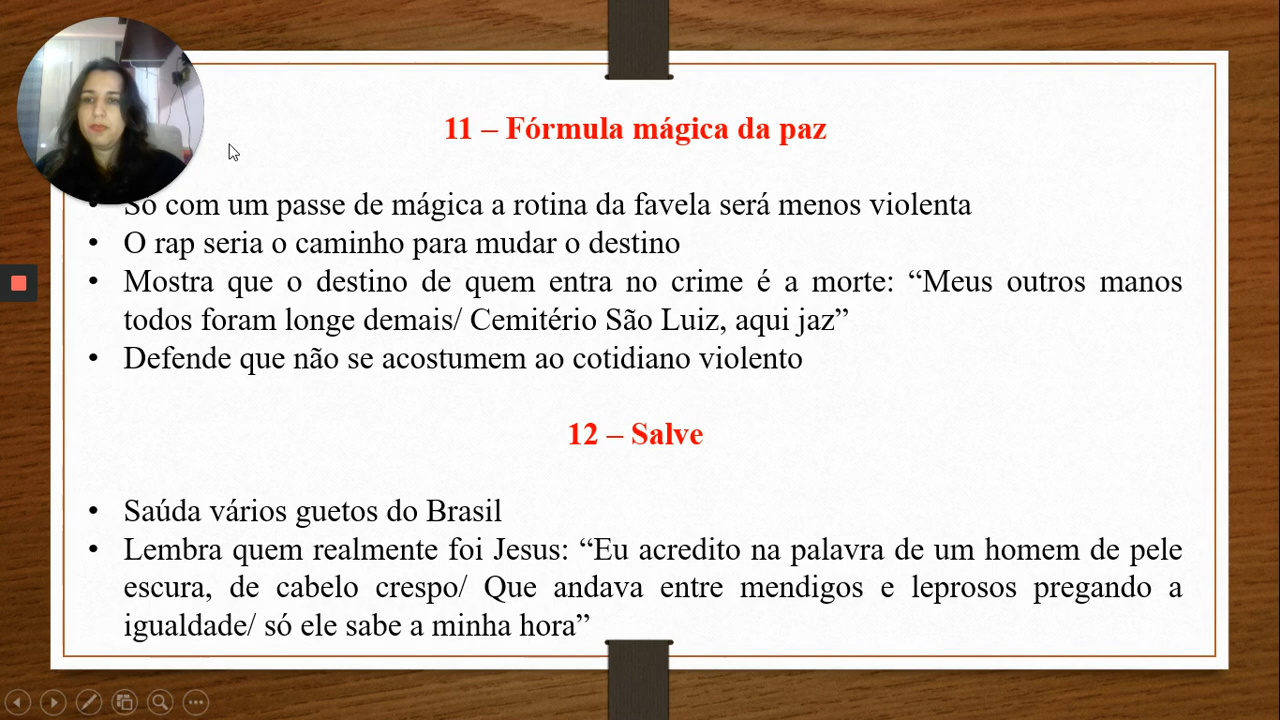 11 – Fórmula mágica da paz
• Só com um passe de mágica a rotina da favela será menos violenta
• O rap seria o caminho para mudar o destino
• Mostra que o destino de quem entra no crime é a morte: “Meus outros manos
todos foram longe demais/ Cemitério São Luiz, aqui jaz”
• Defende que não se acostumem ao cotidiano violento
12 – Salve
• Saúda vários guetos do Brasil
• Lembra quem realmente foi Jesus: “Eu acredito na palavra de um homem de pele
escura, de cabelo crespo/ Que andava entre mendigos e leprosos pregando a
igualdade/ só ele sabe a minha hora”